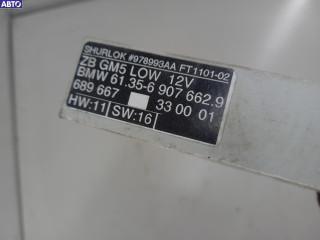 АВТО
SHURLOK #978993AA FT1101-02
ZB GM5 LOW 12V
BMW 61.35-6 907 662.9
689 667 33 00 01
HW:11 SW:16